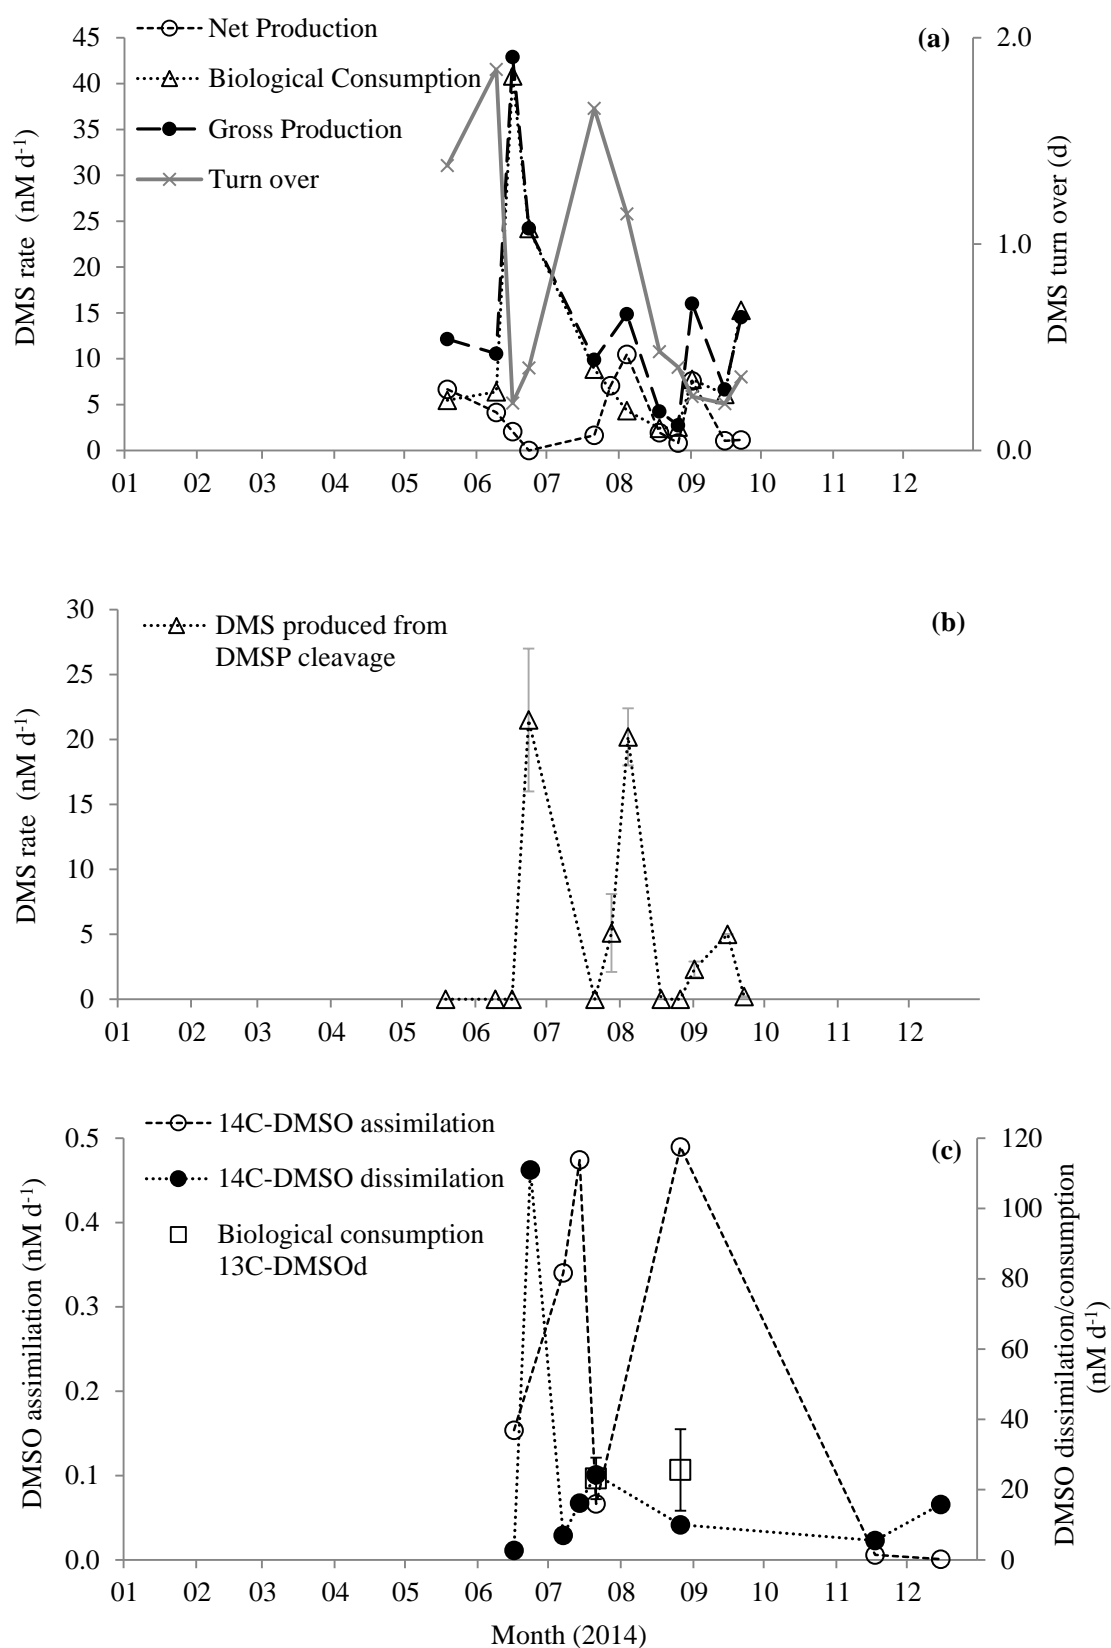 Net Production
(a)
45
2.0
Biological Consumption
40
35
Gross Production
30
Turn over
25
1.0
20
15
10
5
0
0.0
DMS rate (nM d-1)
DMS turn over (d)
01 02 03 04 05 06 07 08 09 10 11 12
30
DMS produced from
DMSP cleavage
(b)
25
20
15
10
5
0
DMS rate (nM d-1)
01 02 03 04 05 06 07 08 09 10 11 12
14C-DMSO assimilation
0.5
120
(c)
14C-DMSO dissimilation
100
0.4
Biological consumption
13C-DMSOd
80
0.3
60
0.2
40
0.1
20
0.0
0
DMSO assimiliation (nM d-1)
DMSO dissimilation/consumption
(nM d-1)
01 02 03 04 05 06 07 08 09 10 11 12
Month (2014)